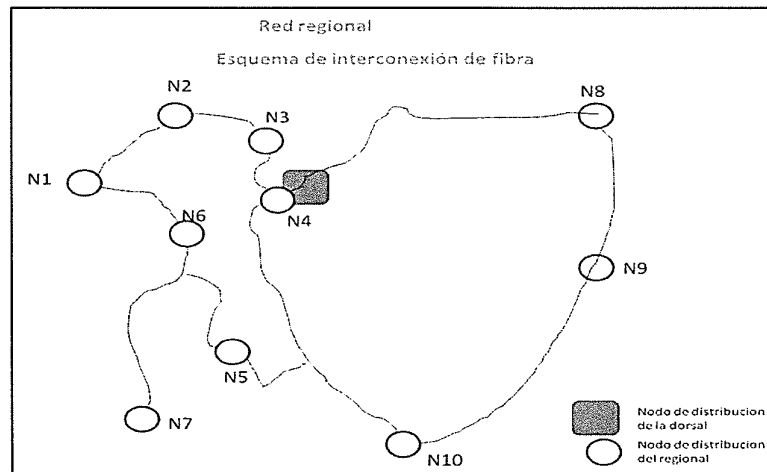 Red regional
Esquema de interconexión de fibra
N2
N3
N8
N1
N4
N6
N9
N5
N7
N10
Nodo de distribucion
de la dorsal
Nodo de distribucion
del regional